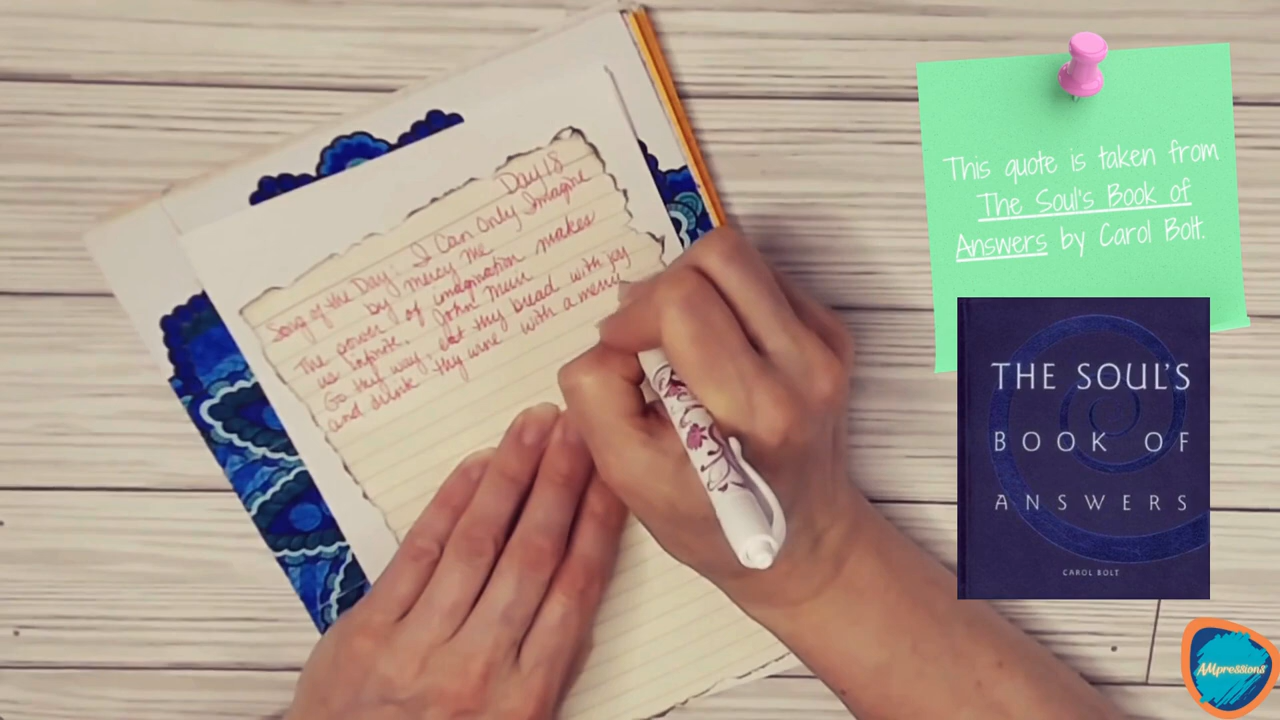 Day 18
Song of the Day: I Can Only Imagine
by Mercy Me
The power of imagination makes
us infinite. John Muir
Go thy way; eat thy bread with joy
and drink thy wine with a merry
This quote is taken from
The Soul's Book of
Answers by Carol Bolt.
THE SOUL'S
BOOK OF
ANSWERS
CAROL BOLT
AMpressions